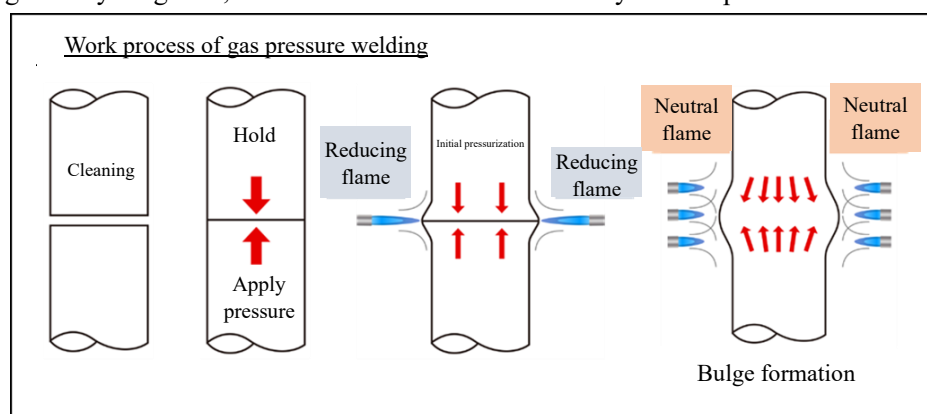 Work process of gas pressure welding
Cleaning
Hold
Apply
pressure
Reducing
flame
Initial pressurization
Reducing
flame
Neutral
flame
Neutral
flame
Bulge formation